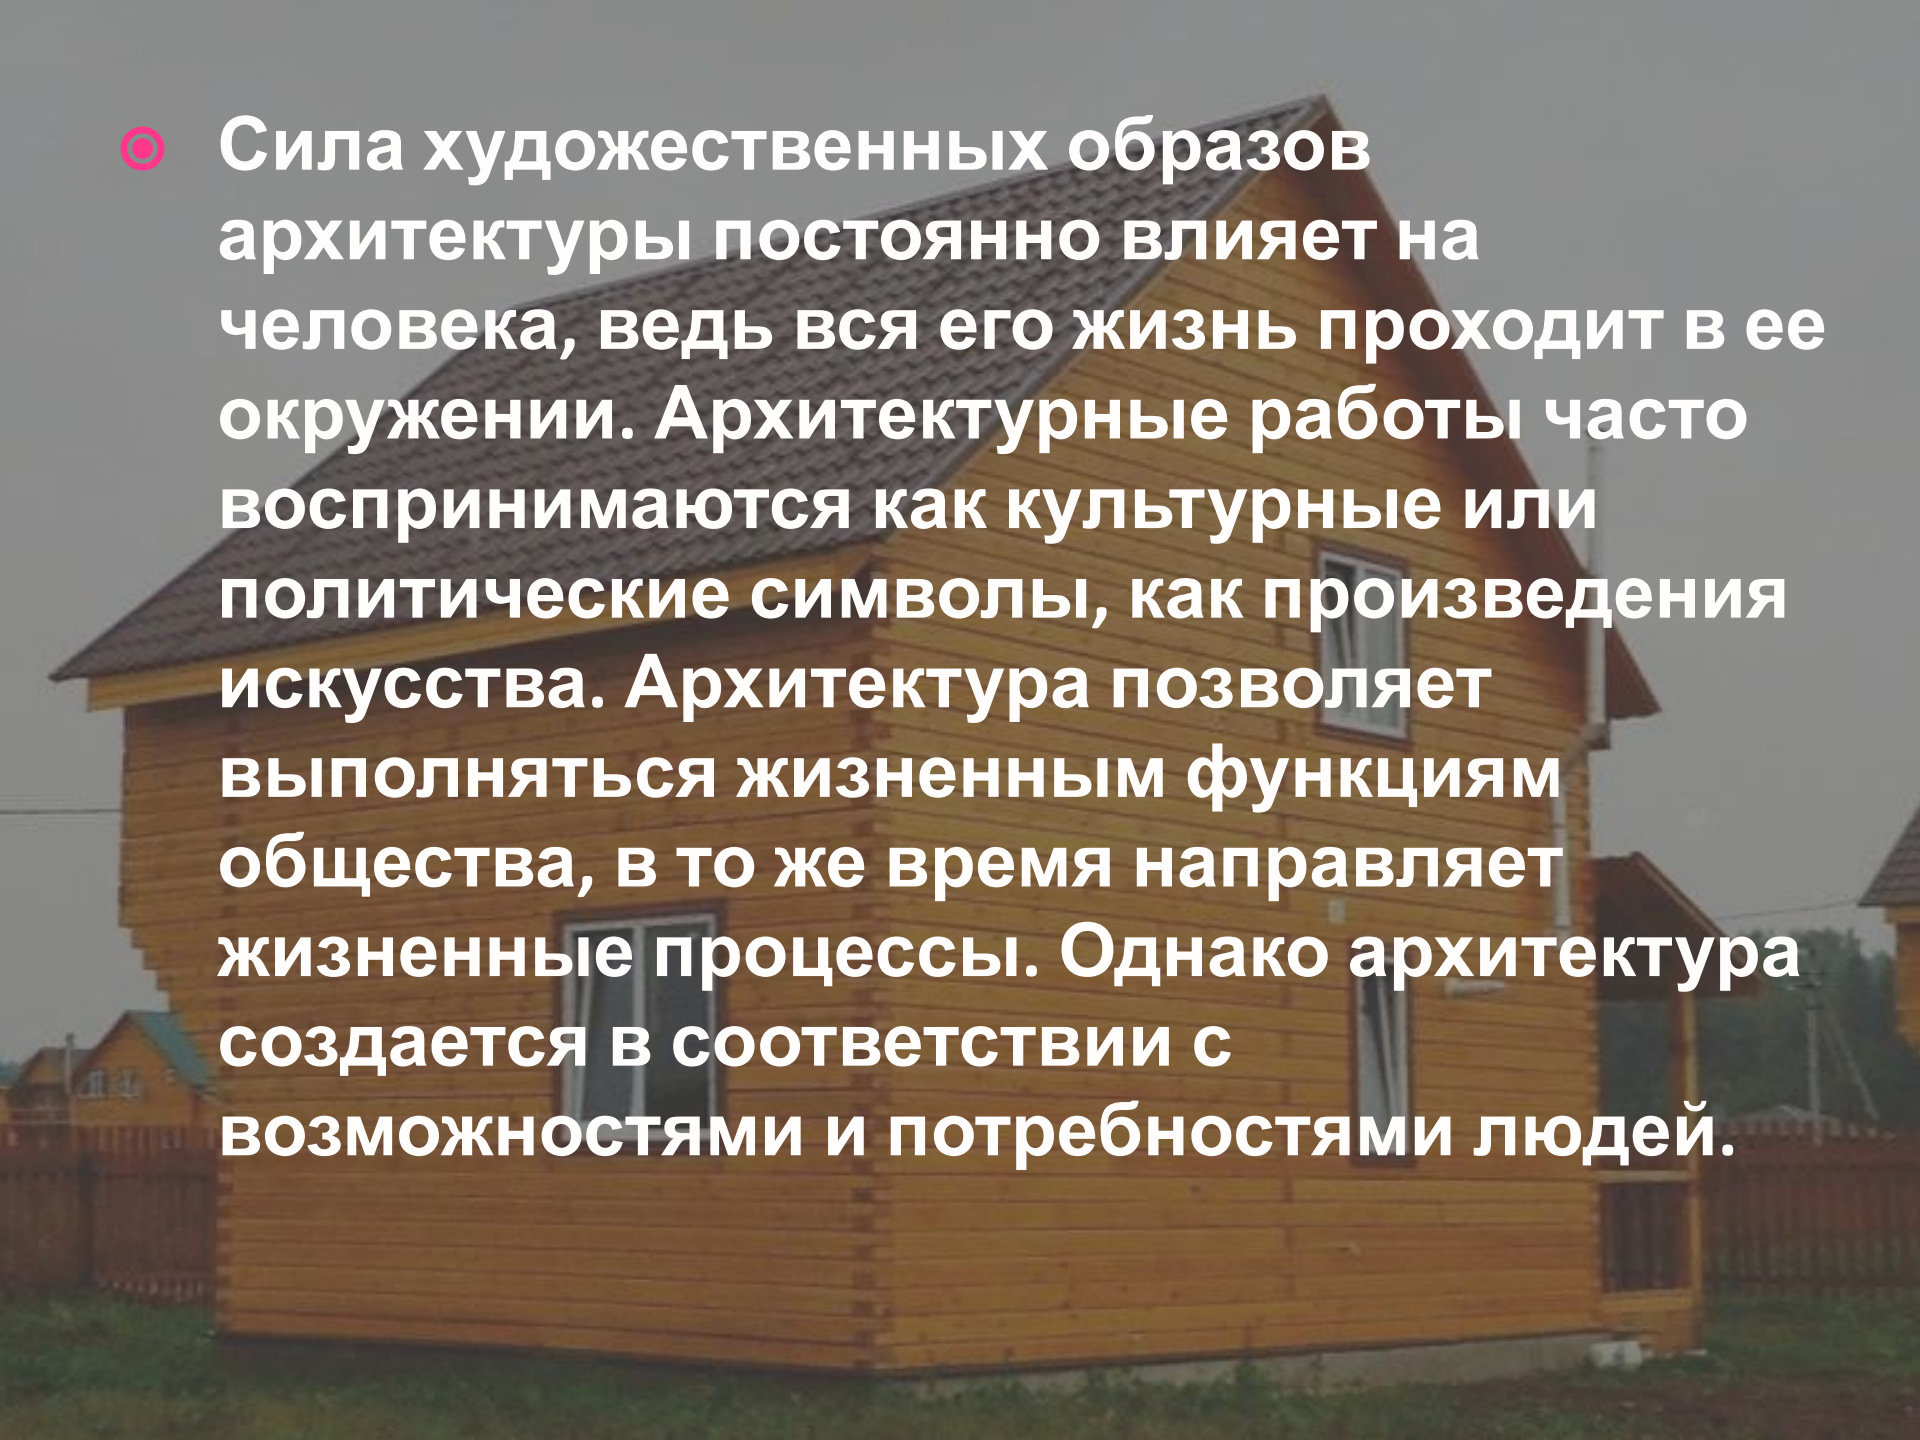 Сила художественных образов
архитектуры постоянно влияет на
человека, ведь вся его жизнь проходит в ее
окружении. Архитектурные работы часто
воспринимаются как культурные или
политические символы, как произведения
искусства. Архитектура позволяет
выполняться жизненным функциям
общества, в то же время направляет
жизненные процессы. Однако архитектура
создается в соответствии с
возможностями и потребностями людей.